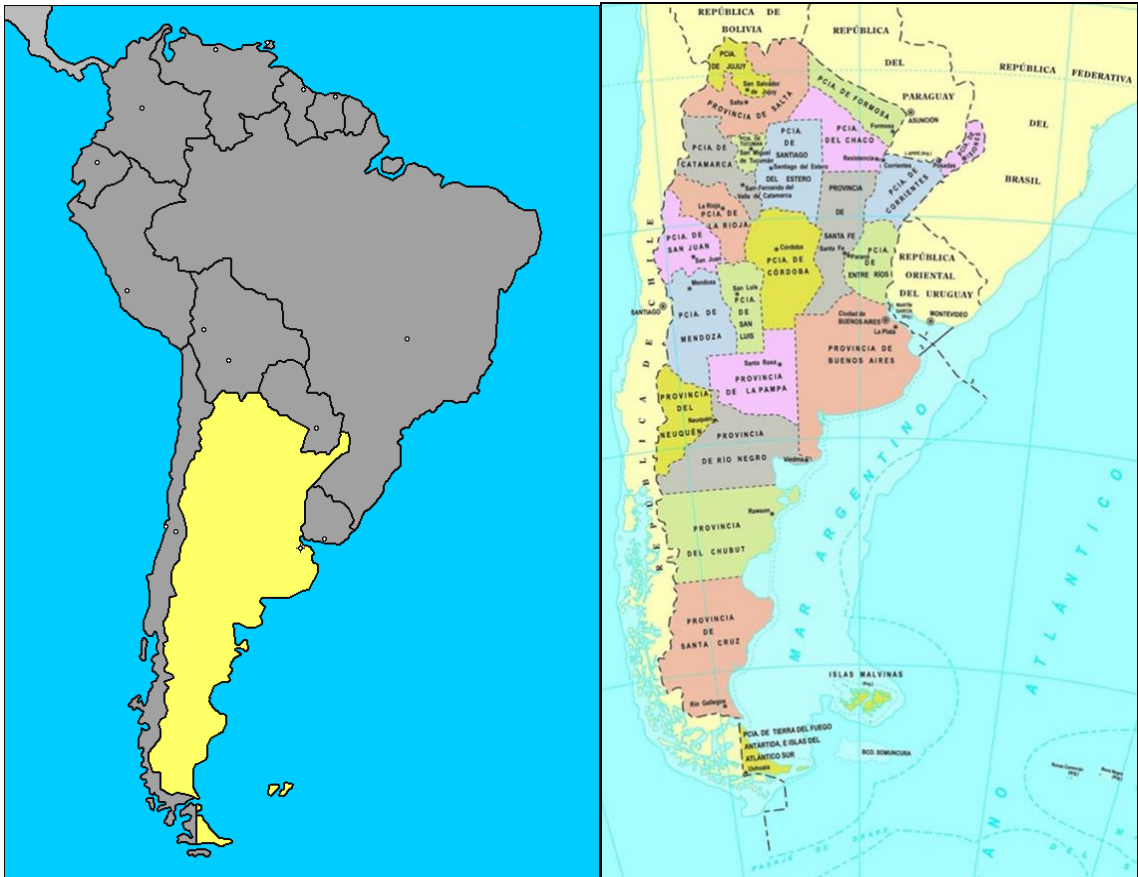 REPÚBLICA DE
BOLIVIA
REPÚBLICA
DEL
PARAGUAY
ASUNCIÓN
REPÚBLICA FEDERATIVA
DEL
BRASIL
PCIA.
DE JUJUY
San Salvador
de Jujuy
Salta
PROVINCIA DE SALTA
PCIA. DE FORMOSA
Formosa
PCIA.
DEL CHACO
Resistencia
PCIA. DE
MISIONES
Posadas
Corrientes
PCIA. DE
CORRIENTES
PCIA. DE
CATAMARCA
PCIA. DE
TUCUMÁN
San Miguel
de Tucumán
PCIA.
DE
SANTIAGO
Santiago del Estero
DEL ESTERO
San Fernando del
Valle de Catamarca
La Rioja
PCIA. DE
LA RIOJA
PROVINCIA
DE
SANTA FE
Santa Fe
PCIA. DE
SAN JUAN
San Juan
Córdoba
PCIA. DE
CÓRDOBA
Paraná
PCIA.
DE
ENTRE RÍOS
REPÚBLICA
ORIENTAL
DEL URUGUAY
MARTÍN
GARCÍA
(Arg.)
MONTEVIDEO
SANTIAGO
Mendoza
PCIA. DE
MENDOZA
San Luis
PCIA.
DE
SAN
LUIS
Ciudad de
BUENOS AIRES
La Plata
PROVINCIA DE
BUENOS AIRES
Santa Rosa
PROVINCIA
DE LA PAMPA
PROVINCIA
DEL
NEUQUÉN
Neuquén
PROVINCIA
DE RÍO NEGRO
Viedma
Rawson
PROVINCIA
DEL CHUBUT
PROVINCIA
DE
SANTA CRUZ
Río Gallegos
REPÚBLICA DE CHILE
MAR ARGENTINO
OCÉANO ATLÁNTICO
ISLAS MALVINAS
(Arg.)
PCIA. DE TIERRA DEL FUEGO
ANTÁRTIDA, E ISLAS DEL
ATLÁNTICO SUR
Ushuaia
BCO. SOMUNCURA
PASAJE DE DRAKE